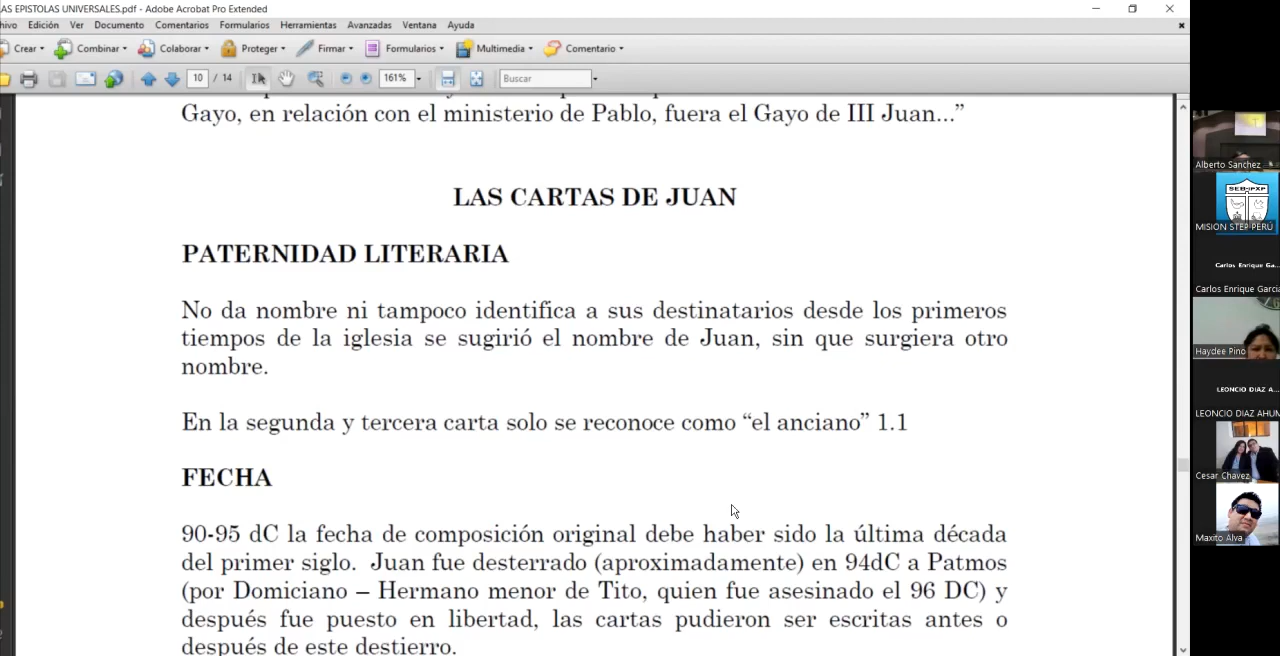 AS EPISTOLAS UNIVERSALES.pdf - Adobe Acrobat Pro Extended
hivo Edición Ver Documento Comentarios Formularios Herramientas Avanzadas Ventana Ayuda
Crear Combinar Colaborar Proteger Firmar Formularios Multimedia Comentario
10 / 14 161% Buscar
Gayo, en relación con el ministerio de Pablo, fuera el Gayo de III Juan...”
LAS CARTAS DE JUAN
PATERNIDAD LITERARIA
No da nombre ni tampoco identifica a sus destinatarios desde los primeros
tiempos de la iglesia se sugirió el nombre de Juan, sin que surgiera otro
nombre.
En la segunda y tercera carta solo se reconoce como “el anciano” 1.1
FECHA
90-95 dC la fecha de composición original debe haber sido la última década
del primer siglo. Juan fue desterrado (aproximadamente) en 94dC a Patmos
(por Domiciano – Hermano menor de Tito, quien fue asesinado el 96 DC) y
después fue puesto en libertad, las cartas pudieron ser escritas antes o
después de este destierro.
Alberto Sanchez
SEB-IPXP
MISION STEP-PERÚ
Carlos Enrique Ga...
Carlos Enrique Garcia
Haydee Pino
LEONCIO DIAZ A...
LEONCIO DIAZ AHUM
Cesar Chavez
Maxito Alva